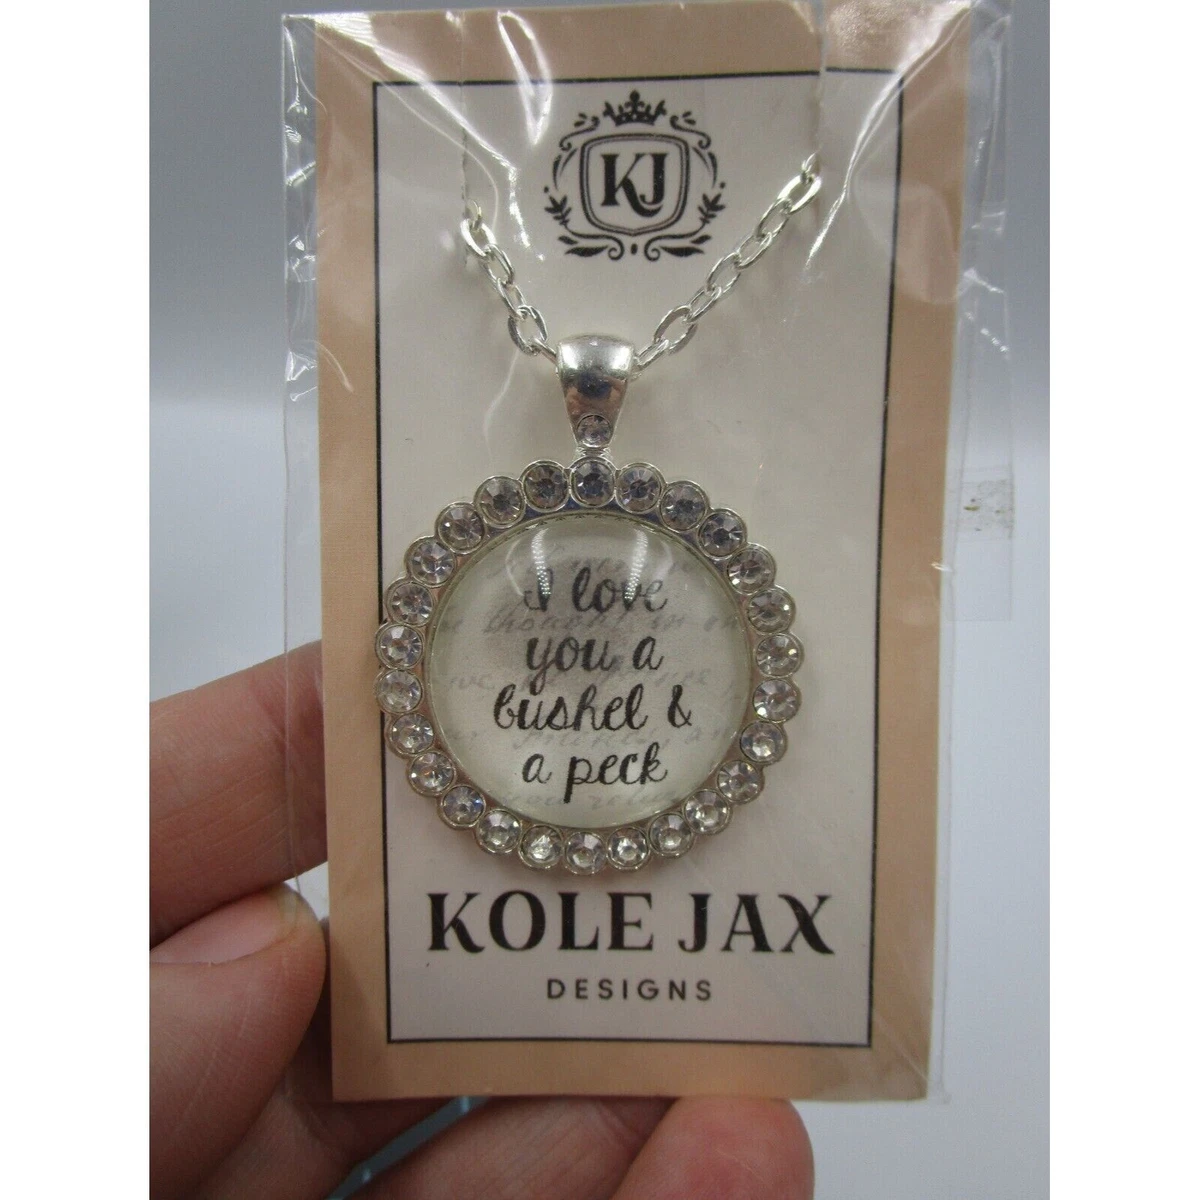 KJ
I love
you a
bushel &
a peck
KOLE JAX
DESIGNS